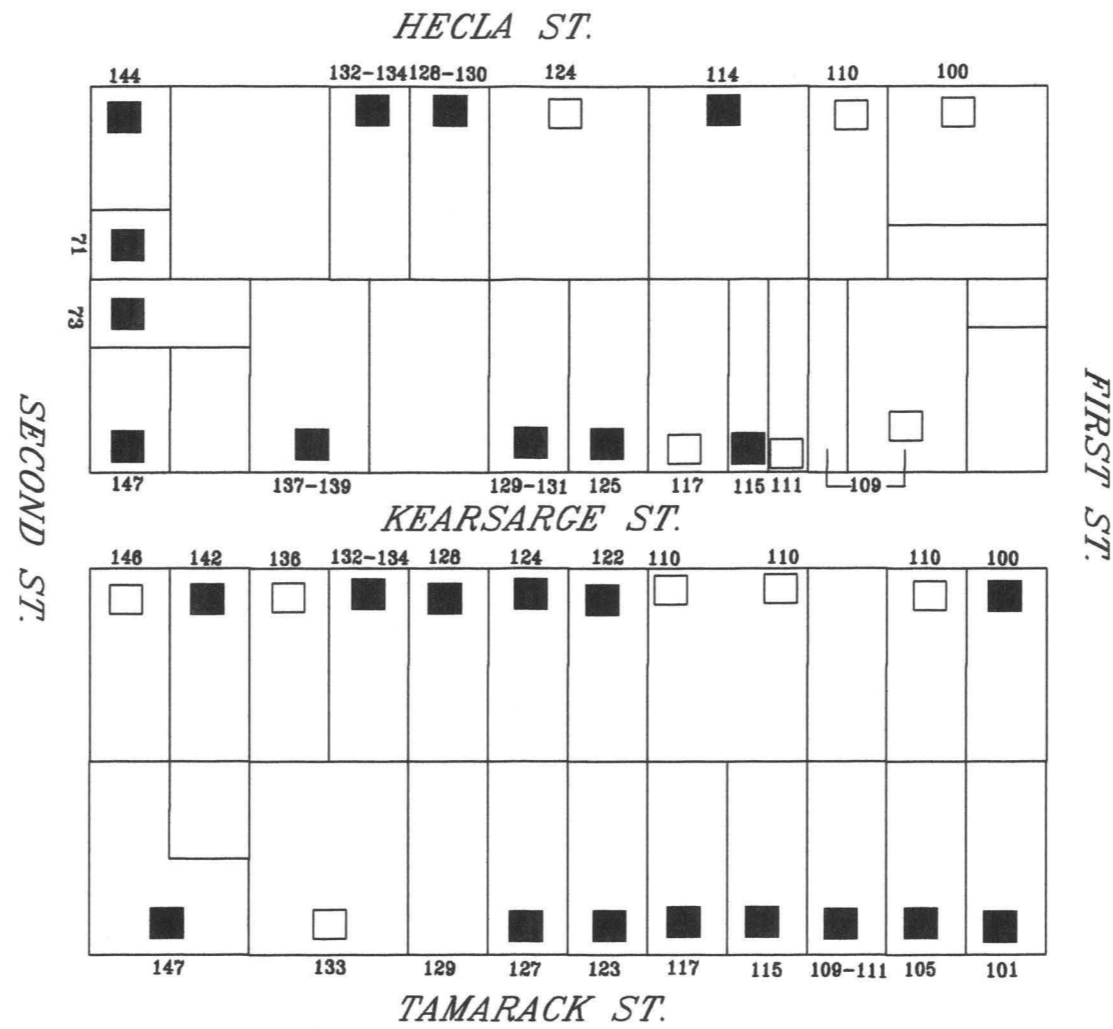 HECLA ST.
144 132-134 128-130 124 114 110 100
71
73
147 137-139 129-131 125 117 115 111 109
KEARSARGE ST.
SECOND ST.
FIRST ST.
146 142 136 132-134 128 124 122 110 110 110 100
147 133 129 127 123 117 115 109-111 105 101
TAMARACK ST.